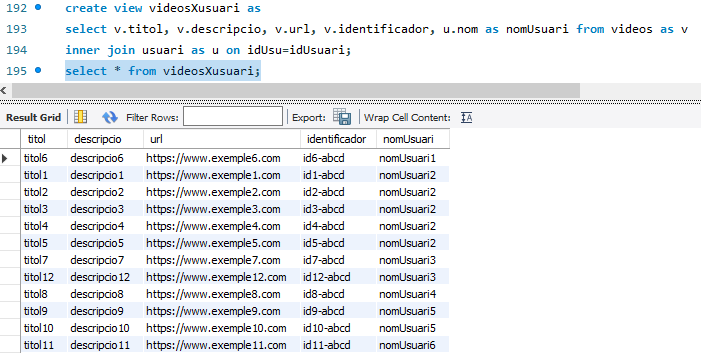 192 create view videosXusuari as
193 select v.titol, v.descripcio, v.url, v.identificador, u.nom as nomUsuari from videos as v
194 inner join usuari as u on idUsu=idUsuari;
195 select * from videosXusuari;
Result Grid Filter Rows: Export: Wrap Cell Content: IA
titol descripcio url identificador nomUsuari
titol6 descripcio6 https://www.exemple6.com id6-abcd nomUsuari1
titol1 descripcio1 https://www.exemple1.com id1-abcd nomUsuari2
titol2 descripcio2 https://www.exemple2.com id2-abcd nomUsuari2
titol3 descripcio3 https://www.exemple3.com id3-abcd nomUsuari2
titol4 descripcio4 https://www.exemple4.com id4-abcd nomUsuari2
titol5 descripcio5 https://www.exemple5.com id5-abcd nomUsuari2
titol7 descripcio7 https://www.exemple7.com id7-abcd nomUsuari3
titol12 descripcio12 https://www.exemple12.com id12-abcd nomUsuari3
titol8 descripcio8 https://www.exemple8.com id8-abcd nomUsuari4
titol9 descripcio9 https://www.exemple9.com id9-abcd nomUsuari5
titol10 descripcio10 https://www.exemple10.com id10-abcd nomUsuari5
titol11 descripcio11 https://www.exemple11.com id11-abcd nomUsuari6